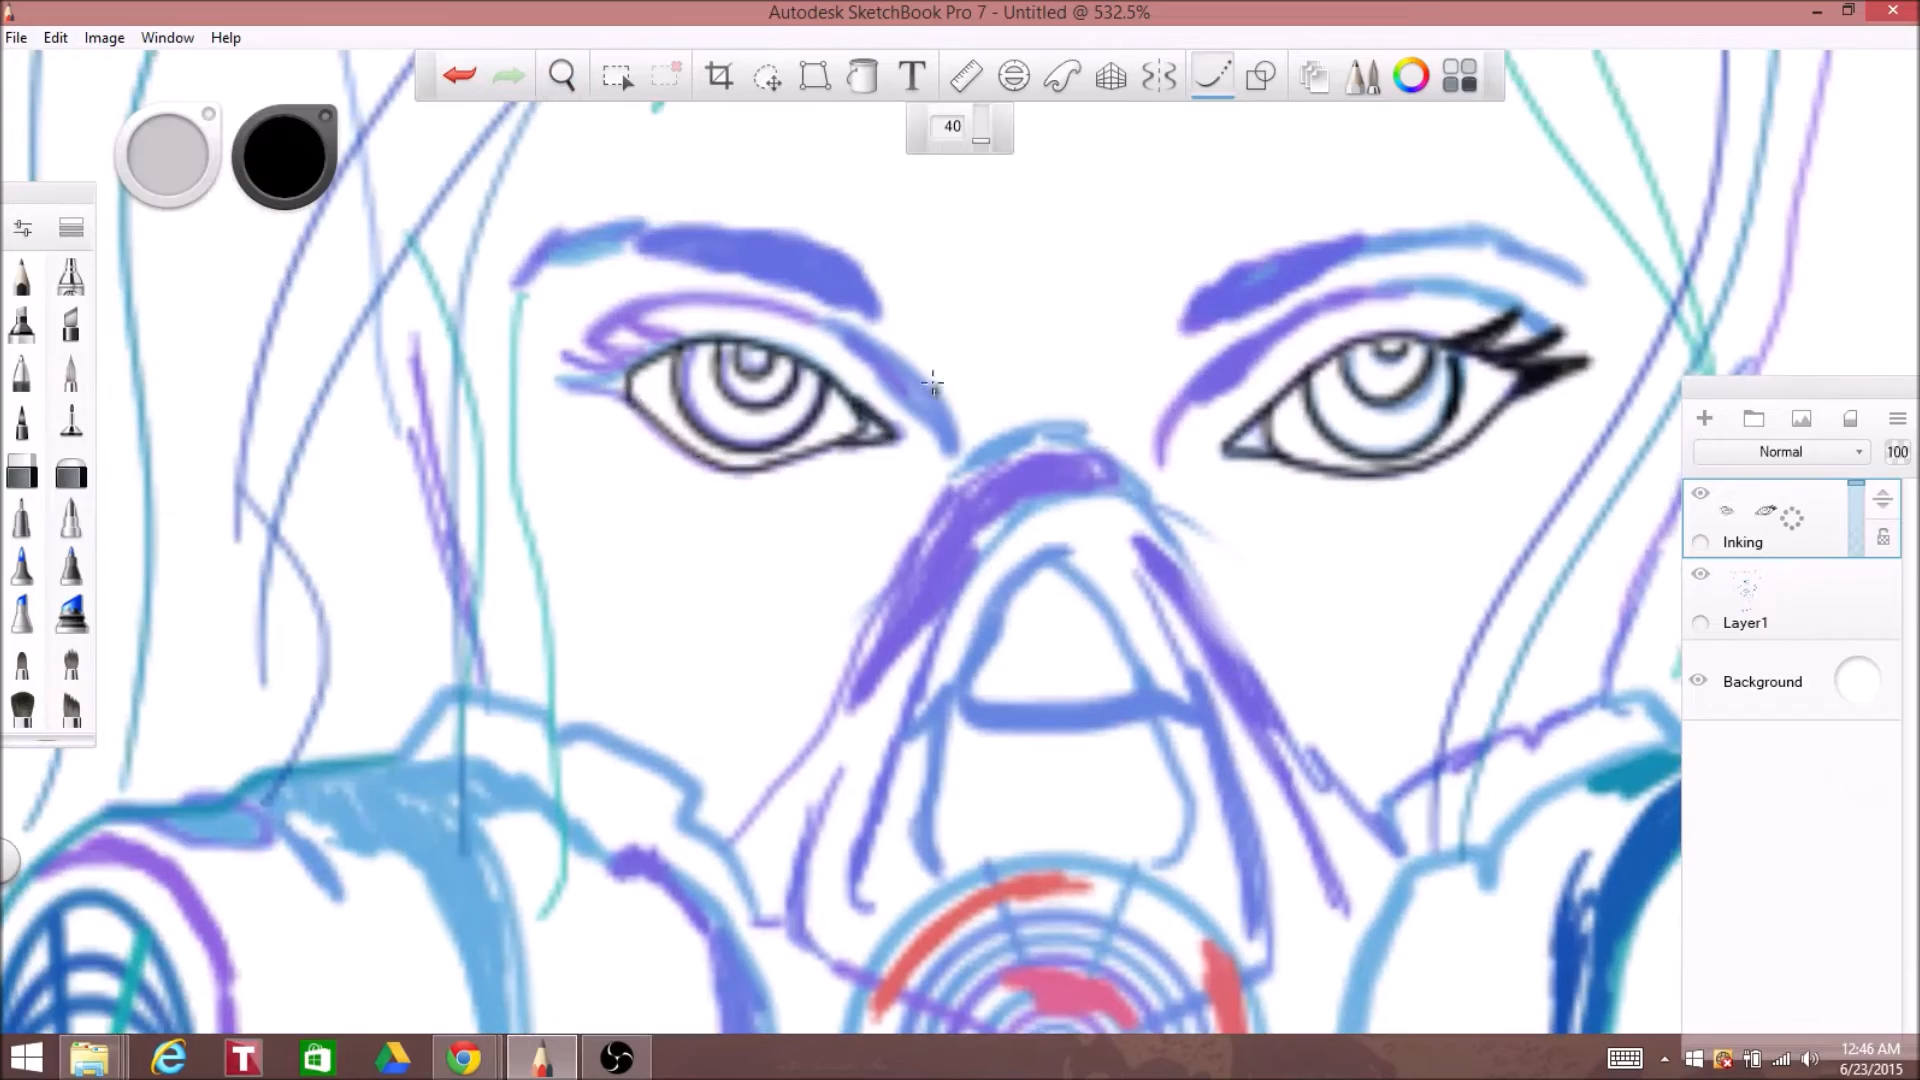 Autodesk SketchBook Pro 7 - Untitled @ 532.5%
File Edit Image Window Help
T
40
Normal
100
Inking
Layer1
Background
T
12:46 AM
6/23/2015